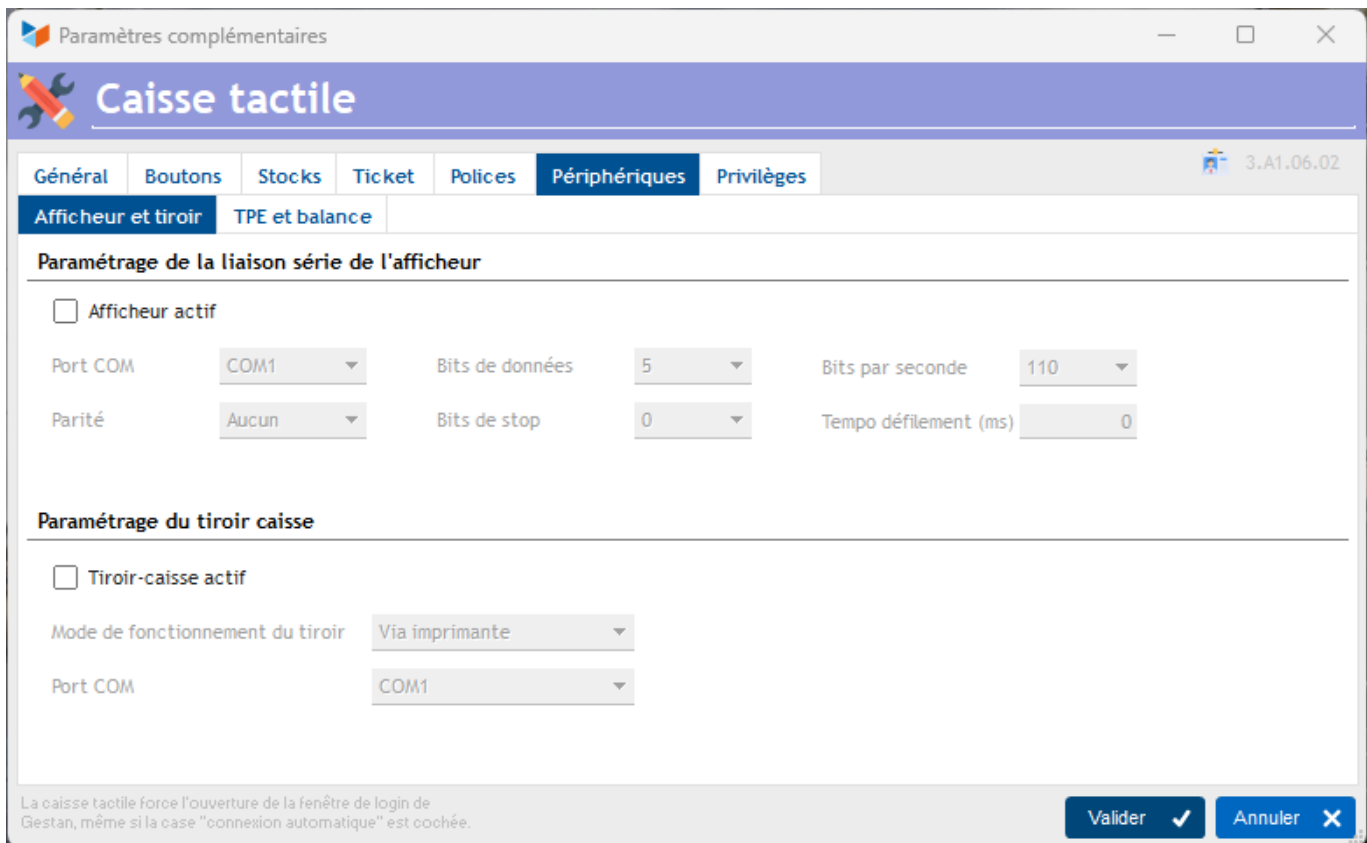 Paramètres complémentaires
Caisse tactile
Général Boutons Stocks Ticket Polices Périphériques Privilèges 3.A1.06.02
Afficheur et tiroir TPE et balance
Paramétrage de la liaison série de l'afficheur
Afficheur actif
Port COM COM1 Bits de données 5 Bits par seconde 110
Parité Aucun Bits de stop 0 Tempo défilement (ms) 0
Paramétrage du tiroir caisse
Tiroir-caisse actif
Mode de fonctionnement du tiroir Via imprimante
Port COM COM1
La caisse tactile force l'ouverture de la fenêtre de login de
Gestan, même si la case "connexion automatique" est cochée.
Valider Annuler